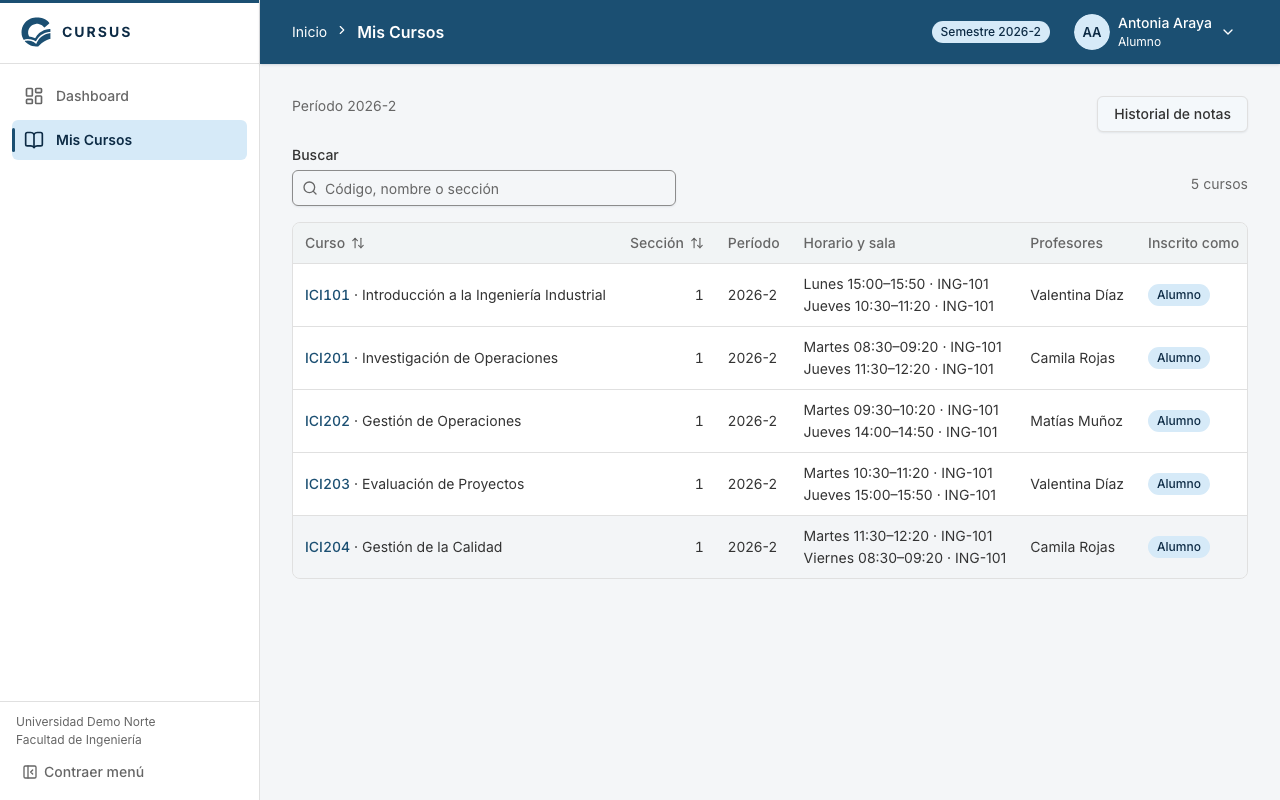 CURSUS
Dashboard
Mis Cursos
Universidad Demo Norte
Facultad de Ingeniería
Contraer menú
Inicio > Mis Cursos
Semestre 2026-2
AA
Antonia Araya
Alumno
Período 2026-2
Historial de notas
Buscar
Código, nombre o sección
5 cursos
Curso Sección Período Horario y sala Profesores Inscrito como
ICI101 · Introducción a la Ingeniería Industrial 1 2026-2 Lunes 15:00–15:50 · ING-101 Valentina Díaz Alumno
Jueves 10:30–11:20 · ING-101
ICI201 · Investigación de Operaciones 1 2026-2 Martes 08:30–09:20 · ING-101 Camila Rojas Alumno
Jueves 11:30–12:20 · ING-101
ICI202 · Gestión de Operaciones 1 2026-2 Martes 09:30–10:20 · ING-101 Matías Muñoz Alumno
Jueves 14:00–14:50 · ING-101
ICI203 · Evaluación de Proyectos 1 2026-2 Martes 10:30–11:20 · ING-101 Valentina Díaz Alumno
Jueves 15:00–15:50 · ING-101
ICI204 · Gestión de la Calidad 1 2026-2 Martes 11:30–12:20 · ING-101 Camila Rojas Alumno
Viernes 08:30–09:20 · ING-101